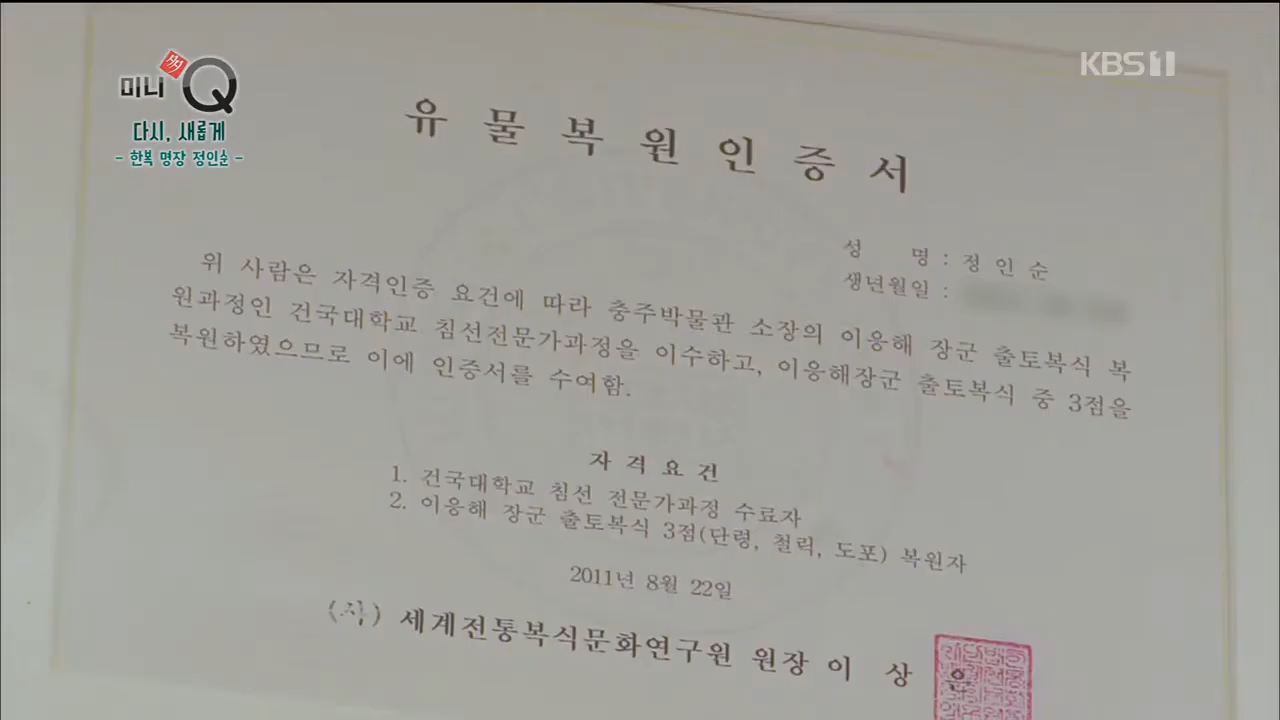 미니多Q
다시, 새롭게
- 한복 명장 정인순 -
KBS1
유물복원인증서
성 명 : 정인순
생년월일 :
위 사람은 자격인증 요건에 따라 충주박물관 소장의 이응해 장군 출토복식 복
원과정인 건국대학교 침선전문가과정을 이수하고, 이응해장군 출토복식 중 3점을
복원하였으므로 이에 인증서를 수여함.
자격요건
1. 건국대학교 침선 전문가과정 수료자
2. 이응해 장군 출토복식 3점(단령, 철릭, 도포) 복원자
2011년 8월 22일
(사) 세계전통복식문화연구원 원장 이 상 은